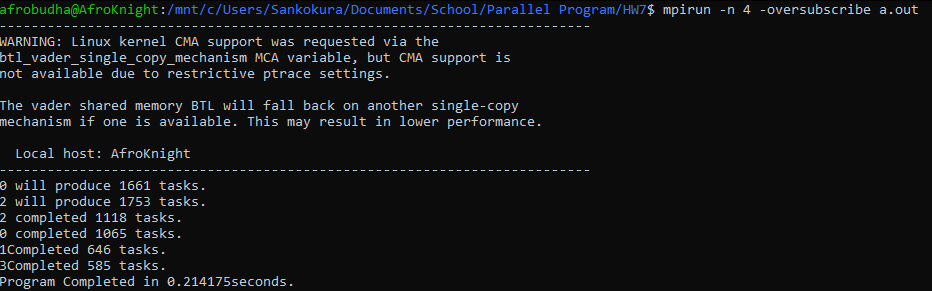 afrobudha@AfroKnight:/mnt/c/Users/Sankokura/Documents/School/Parallel Program/HW7$ mpirun -n 4 -oversubscribe a.out
--------------------------------------------------------------------------
WARNING: Linux kernel CMA support was requested via the
btl_vader_single_copy_mechanism MCA variable, but CMA support is
not available due to restrictive ptrace settings.
The vader shared memory BTL will fall back on another single-copy
mechanism if one is available. This may result in lower performance.
Local host: AfroKnight
--------------------------------------------------------------------------
0 will produce 1661 tasks.
2 will produce 1753 tasks.
2 completed 1118 tasks.
0 completed 1065 tasks.
1Completed 646 tasks.
3Completed 585 tasks.
Program Completed in 0.214175seconds.